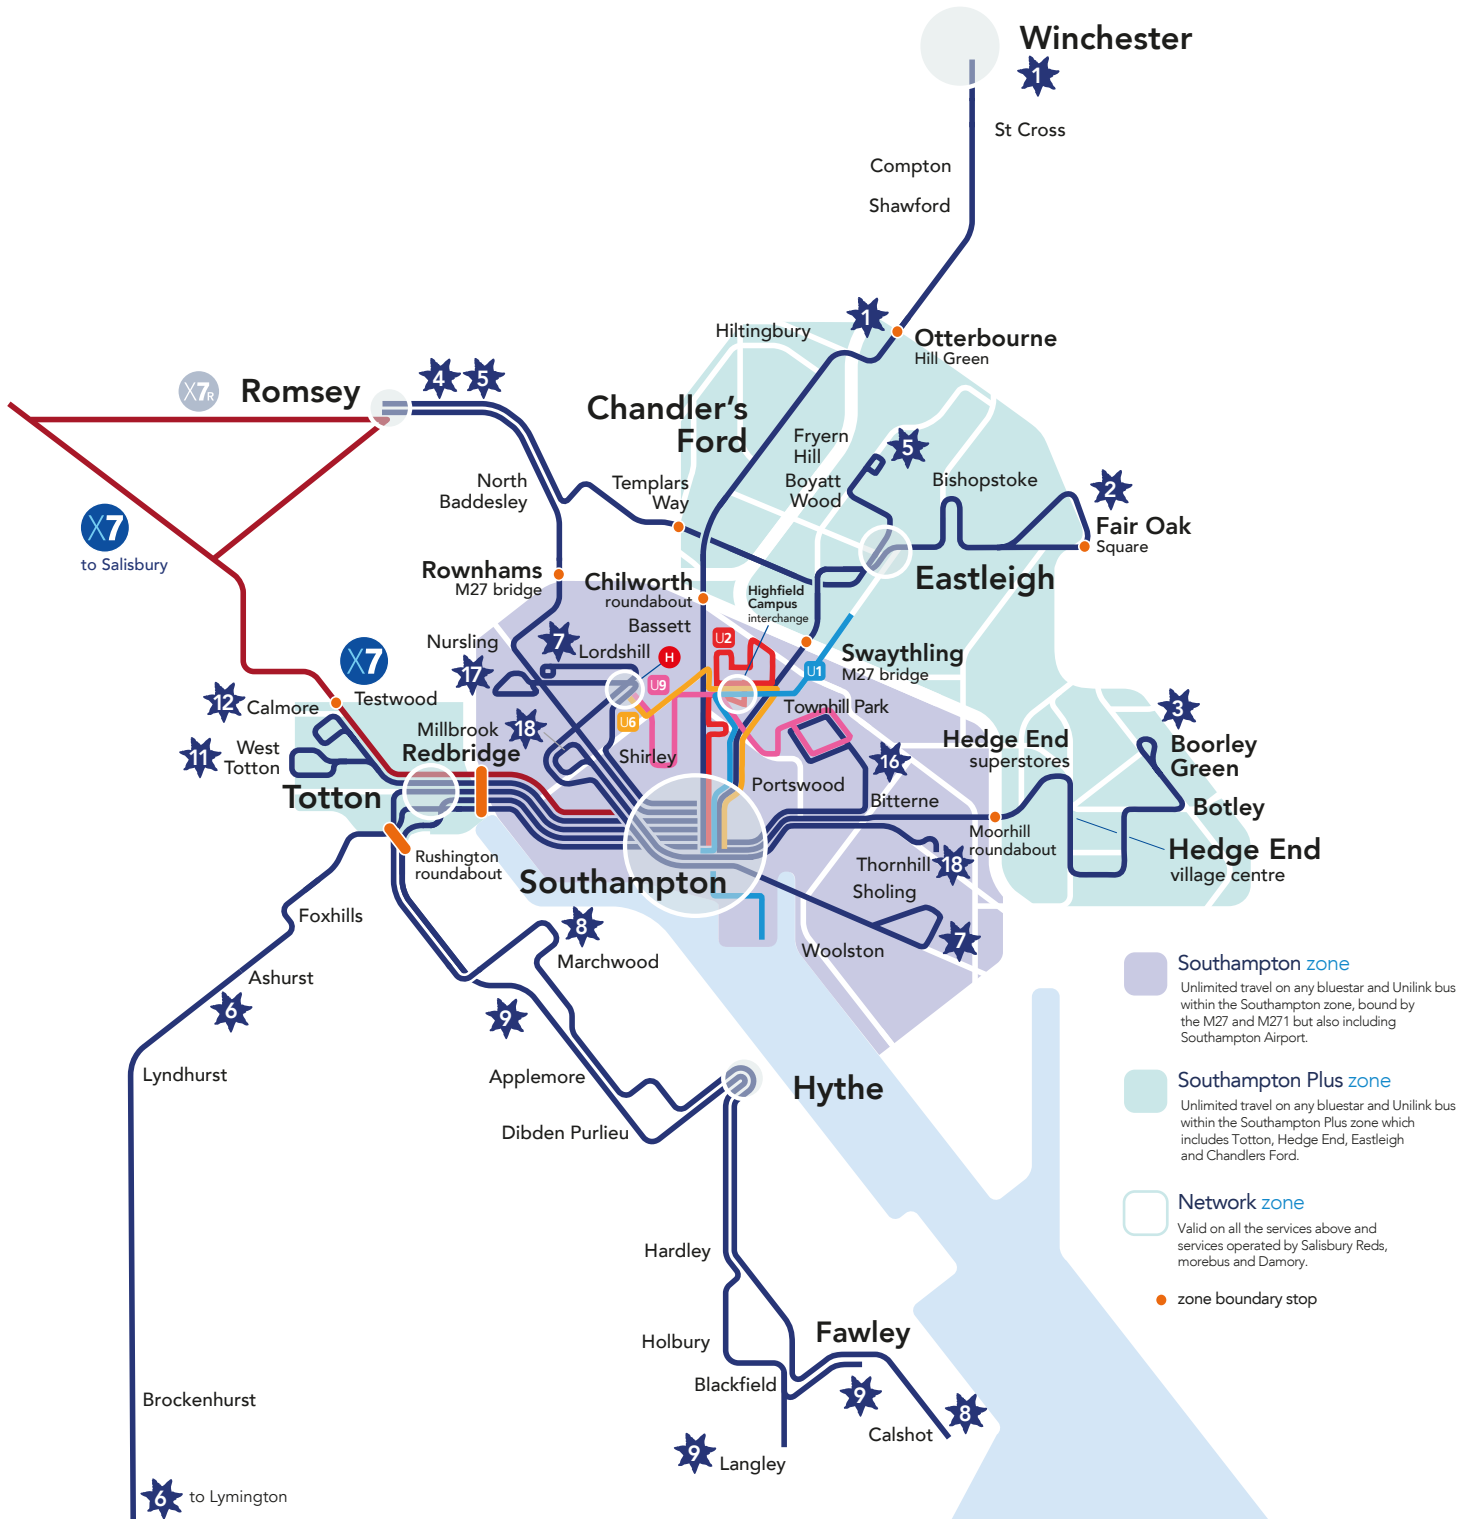 Winchester
1
St Cross
Compton
Shawford
1
Hiltingbury
Otterbourne
Hill Green
X7R
Romsey
4
5
Chandler's
Ford
Fryern
Hill
5
Boyatt
Wood
Bishopstoke
2
North
Baddesley
Templars
Way
Fair Oak
Square
X7
to Salisbury
Rownhams
M27 bridge
Chilworth
roundabout
Eastleigh
Highfield
Campus
interchange
Bassett
Nursling
7
Lordshill
H
U2
Swaythling
M27 bridge
U1
X7
17
U9
12
Calmore
Testwood
U6
Townhill Park
3
Millbrook
18
11
West
Totton
Redbridge
Shirley
16
Hedge End
superstores
Boorley
Green
Totton
Portswood
Bitterne
Botley
Moorhill
roundabout
Rushington
roundabout
Southampton
Thornhill
18
Hedge End
village centre
Sholing
Foxhills
8
Marchwood
Woolston
7
Ashurst
6
9
Southampton zone
Unlimited travel on any bluestar and Unilink bus
within the Southampton zone, bound by
the M27 and M271 but also including
Southampton Airport.
Lyndhurst
Applemore
Hythe
Southampton Plus zone
Unlimited travel on any bluestar and Unilink bus
within the Southampton Plus zone which
includes Totton, Hedge End, Eastleigh
and Chandlers Ford.
Dibden Purlieu
Network zone
Valid on all the services above and
services operated by Salisbury Reds,
morebus and Damory.
Hardley
zone boundary stop
Holbury
Fawley
Blackfield
9
Brockenhurst
8
Calshot
9
Langley
6
to Lymington